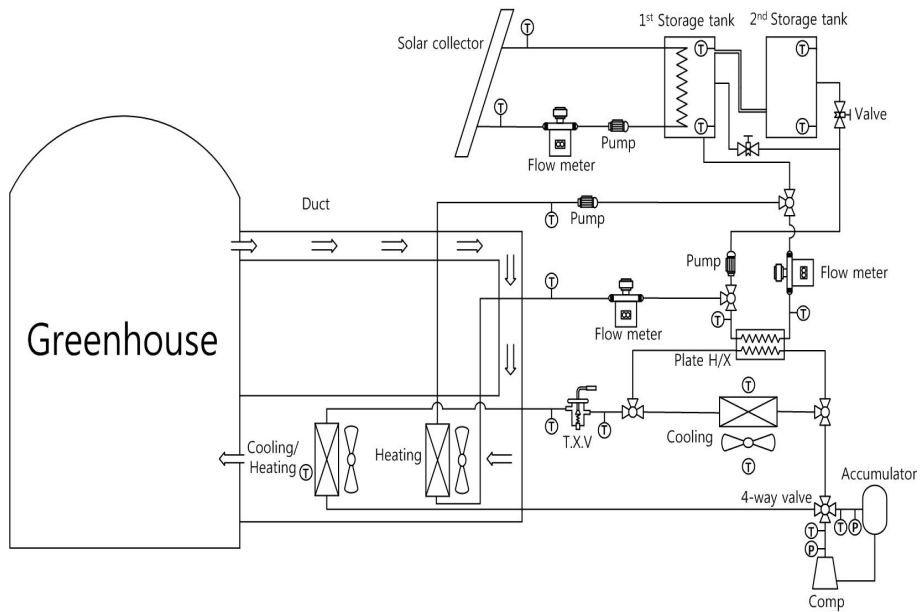 1st Storage tank
2nd Storage tank
Solar collector
T
T
T
T
T
T
Valve
Flow meter
Pump
Duct
T
Pump
Pump
Flow meter
T
Flow meter
T
T
Greenhouse
Plate H/X
T
T
T
T.X.V
Cooling
T
Cooling/
Heating
T
Heating
4-way valve
Accumulator
T
T
P
P
Comp